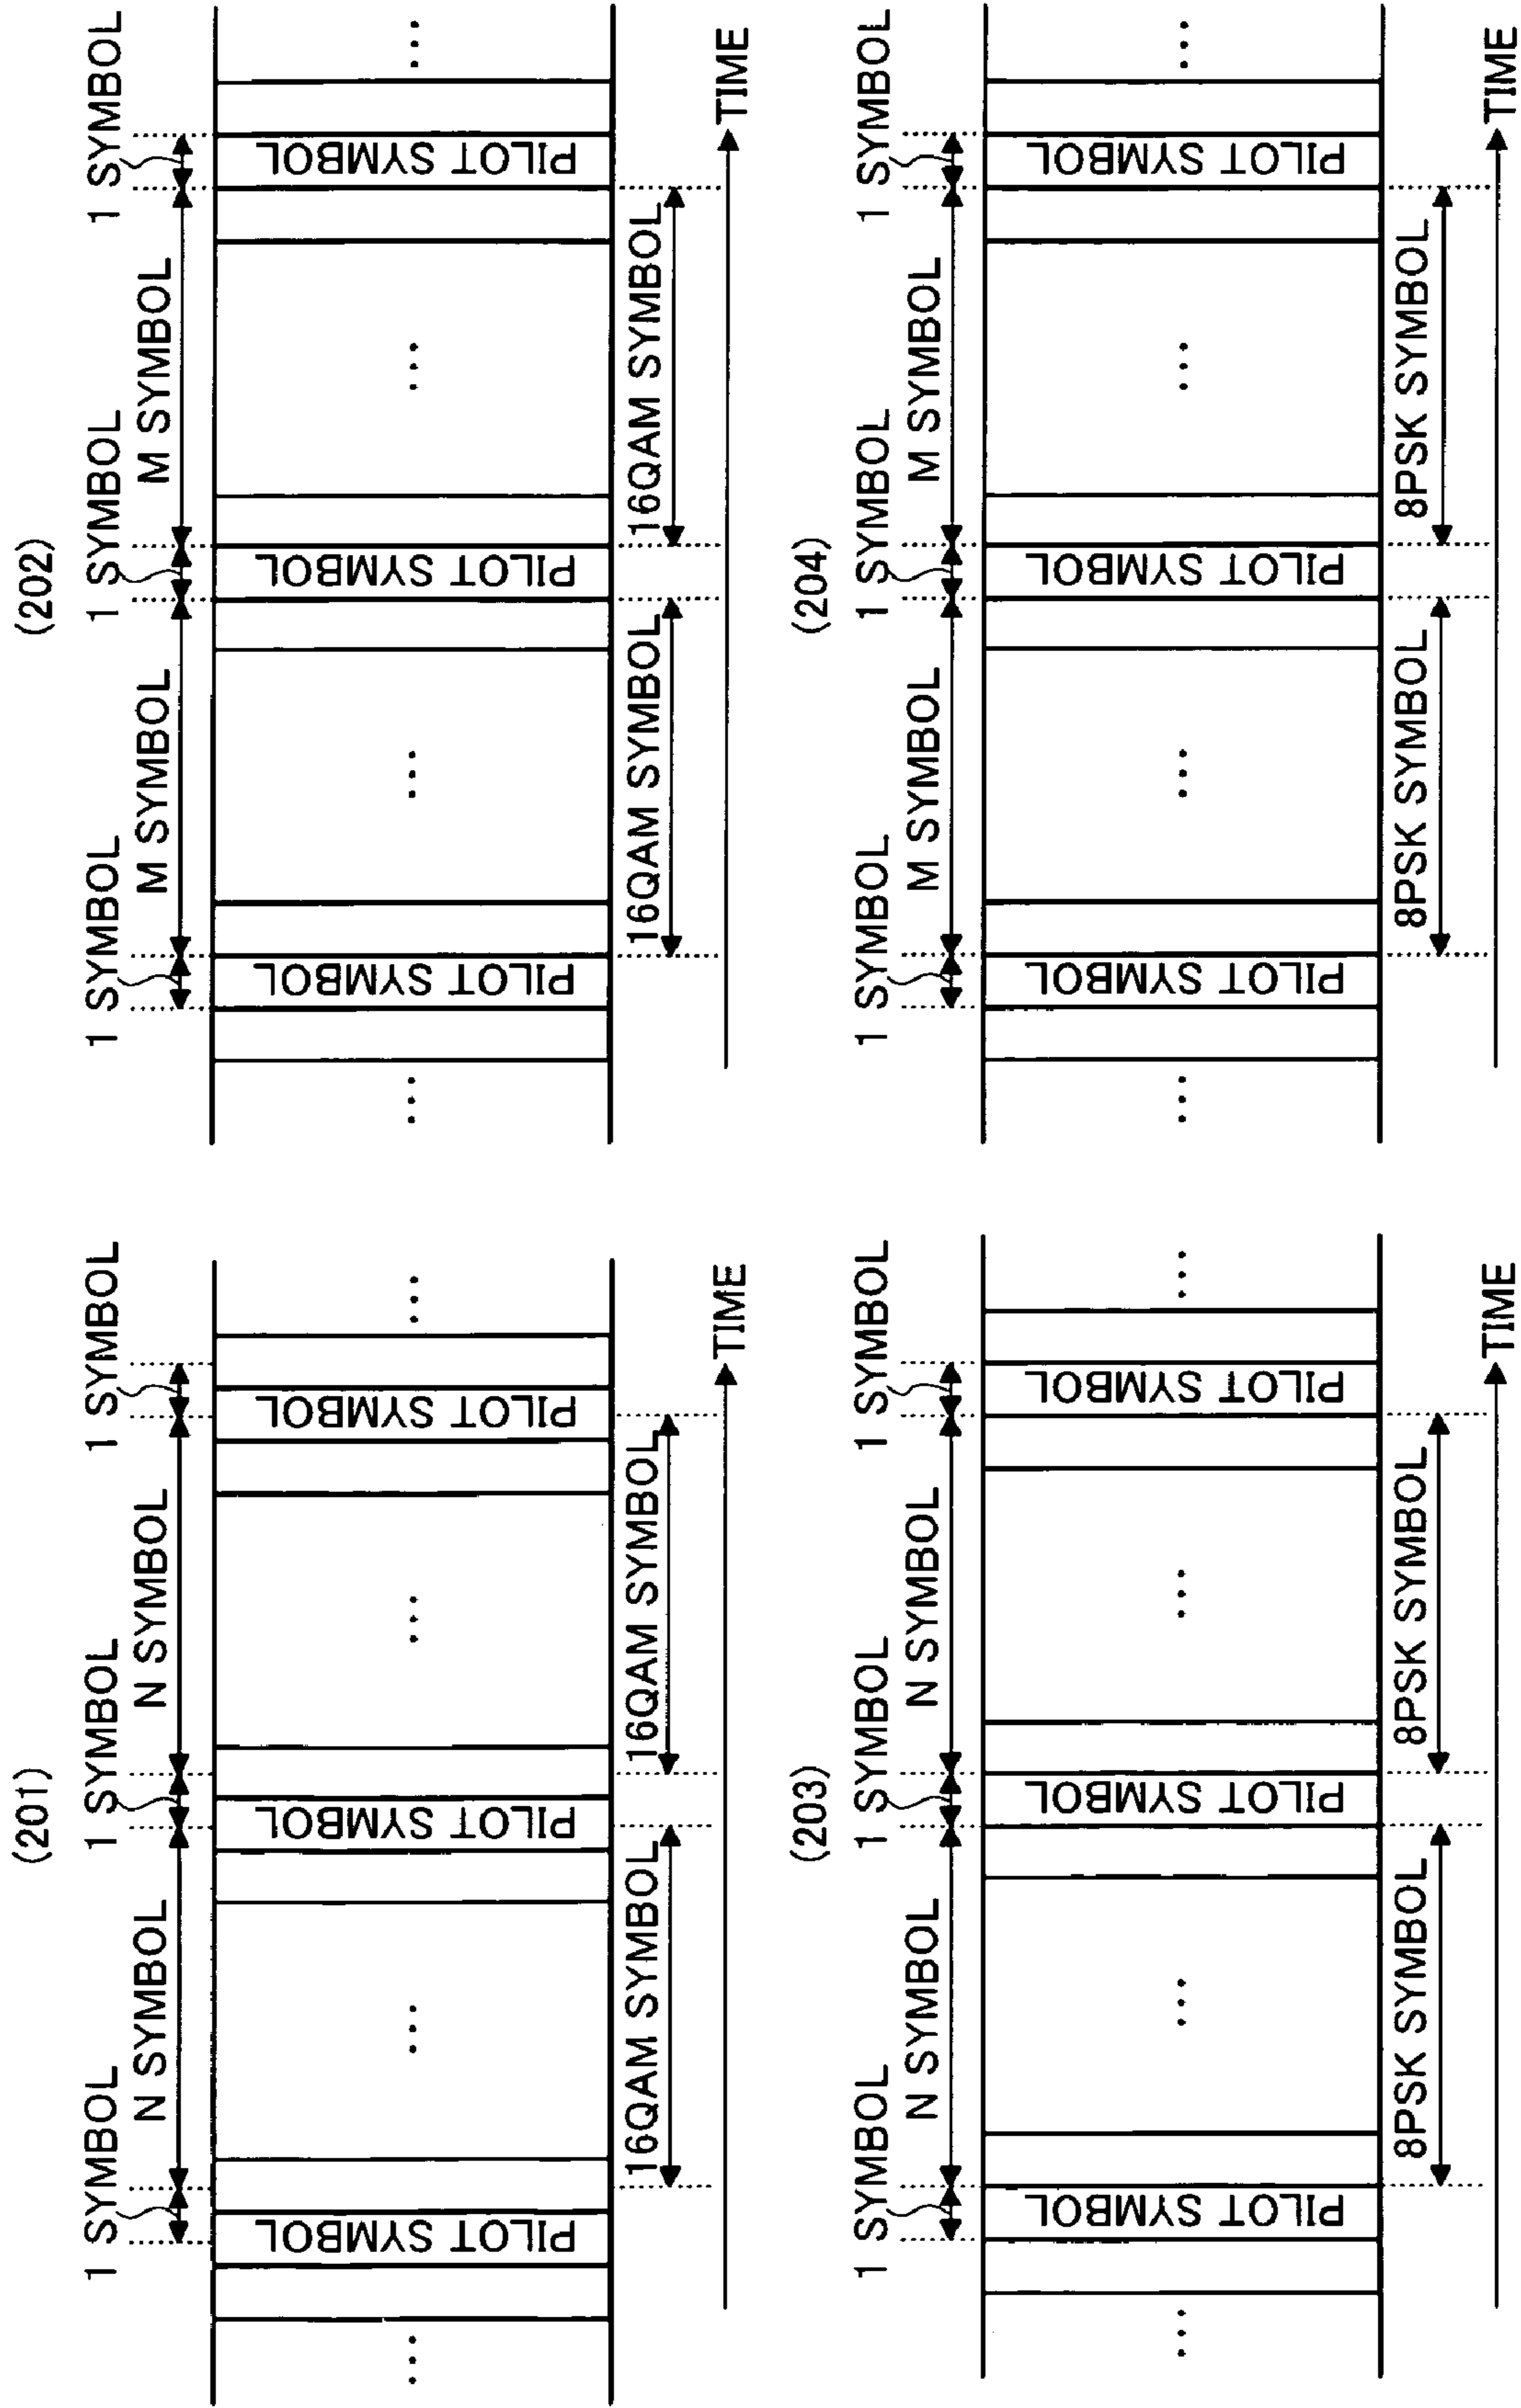 (201)
1 SYMBOL 1 SYMBOL 1 SYMBOL
N SYMBOL N SYMBOL
... PILOT SYMBOL ... PILOT SYMBOL ... PILOT SYMBOL ...
16QAM SYMBOL 16QAM SYMBOL
TIME
(202)
1 SYMBOL 1 SYMBOL 1 SYMBOL
M SYMBOL M SYMBOL
... PILOT SYMBOL ... PILOT SYMBOL ... PILOT SYMBOL ...
16QAM SYMBOL 16QAM SYMBOL
TIME
(203)
1 SYMBOL 1 SYMBOL 1 SYMBOL
N SYMBOL N SYMBOL
... PILOT SYMBOL ... PILOT SYMBOL ... PILOT SYMBOL ...
8PSK SYMBOL 8PSK SYMBOL
TIME
(204)
1 SYMBOL 1 SYMBOL 1 SYMBOL
M SYMBOL M SYMBOL
... PILOT SYMBOL ... PILOT SYMBOL ... PILOT SYMBOL ...
8PSK SYMBOL 8PSK SYMBOL
TIME